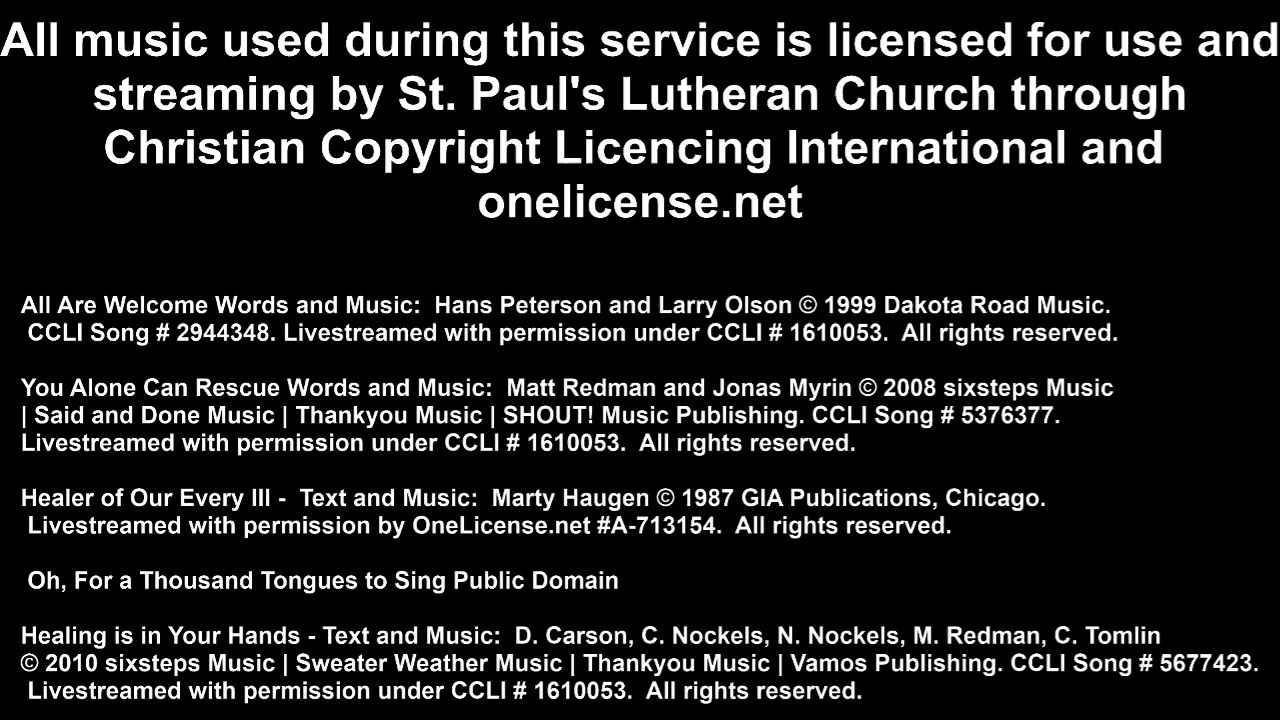 All music used during this service is licensed for use and
streaming by St. Paul's Lutheran Church through
Christian Copyright Licencing International and
onelicense.net
All Are Welcome Words and Music:  Hans Peterson and Larry Olson © 1999 Dakota Road Music.
CCLI Song # 2944348. Livestreamed with permission under CCLI # 1610053.  All rights reserved.
You Alone Can Rescue Words and Music:  Matt Redman and Jonas Myrin © 2008 sixsteps Music
| Said and Done Music | Thankyou Music | SHOUT! Music Publishing. CCLI Song # 5376377.
Livestreamed with permission under CCLI # 1610053.  All rights reserved.
Healer of Our Every Ill -  Text and Music:  Marty Haugen © 1987 GIA Publications, Chicago.
Livestreamed with permission by OneLicense.net #A-713154.  All rights reserved.
Oh, For a Thousand Tongues to Sing Public Domain
Healing is in Your Hands - Text and Music:  D. Carson, C. Nockels, N. Nockels, M. Redman, C. Tomlin
© 2010 sixsteps Music | Sweater Weather Music | Thankyou Music | Vamos Publishing. CCLI Song # 5677423.
Livestreamed with permission under CCLI # 1610053.  All rights reserved.